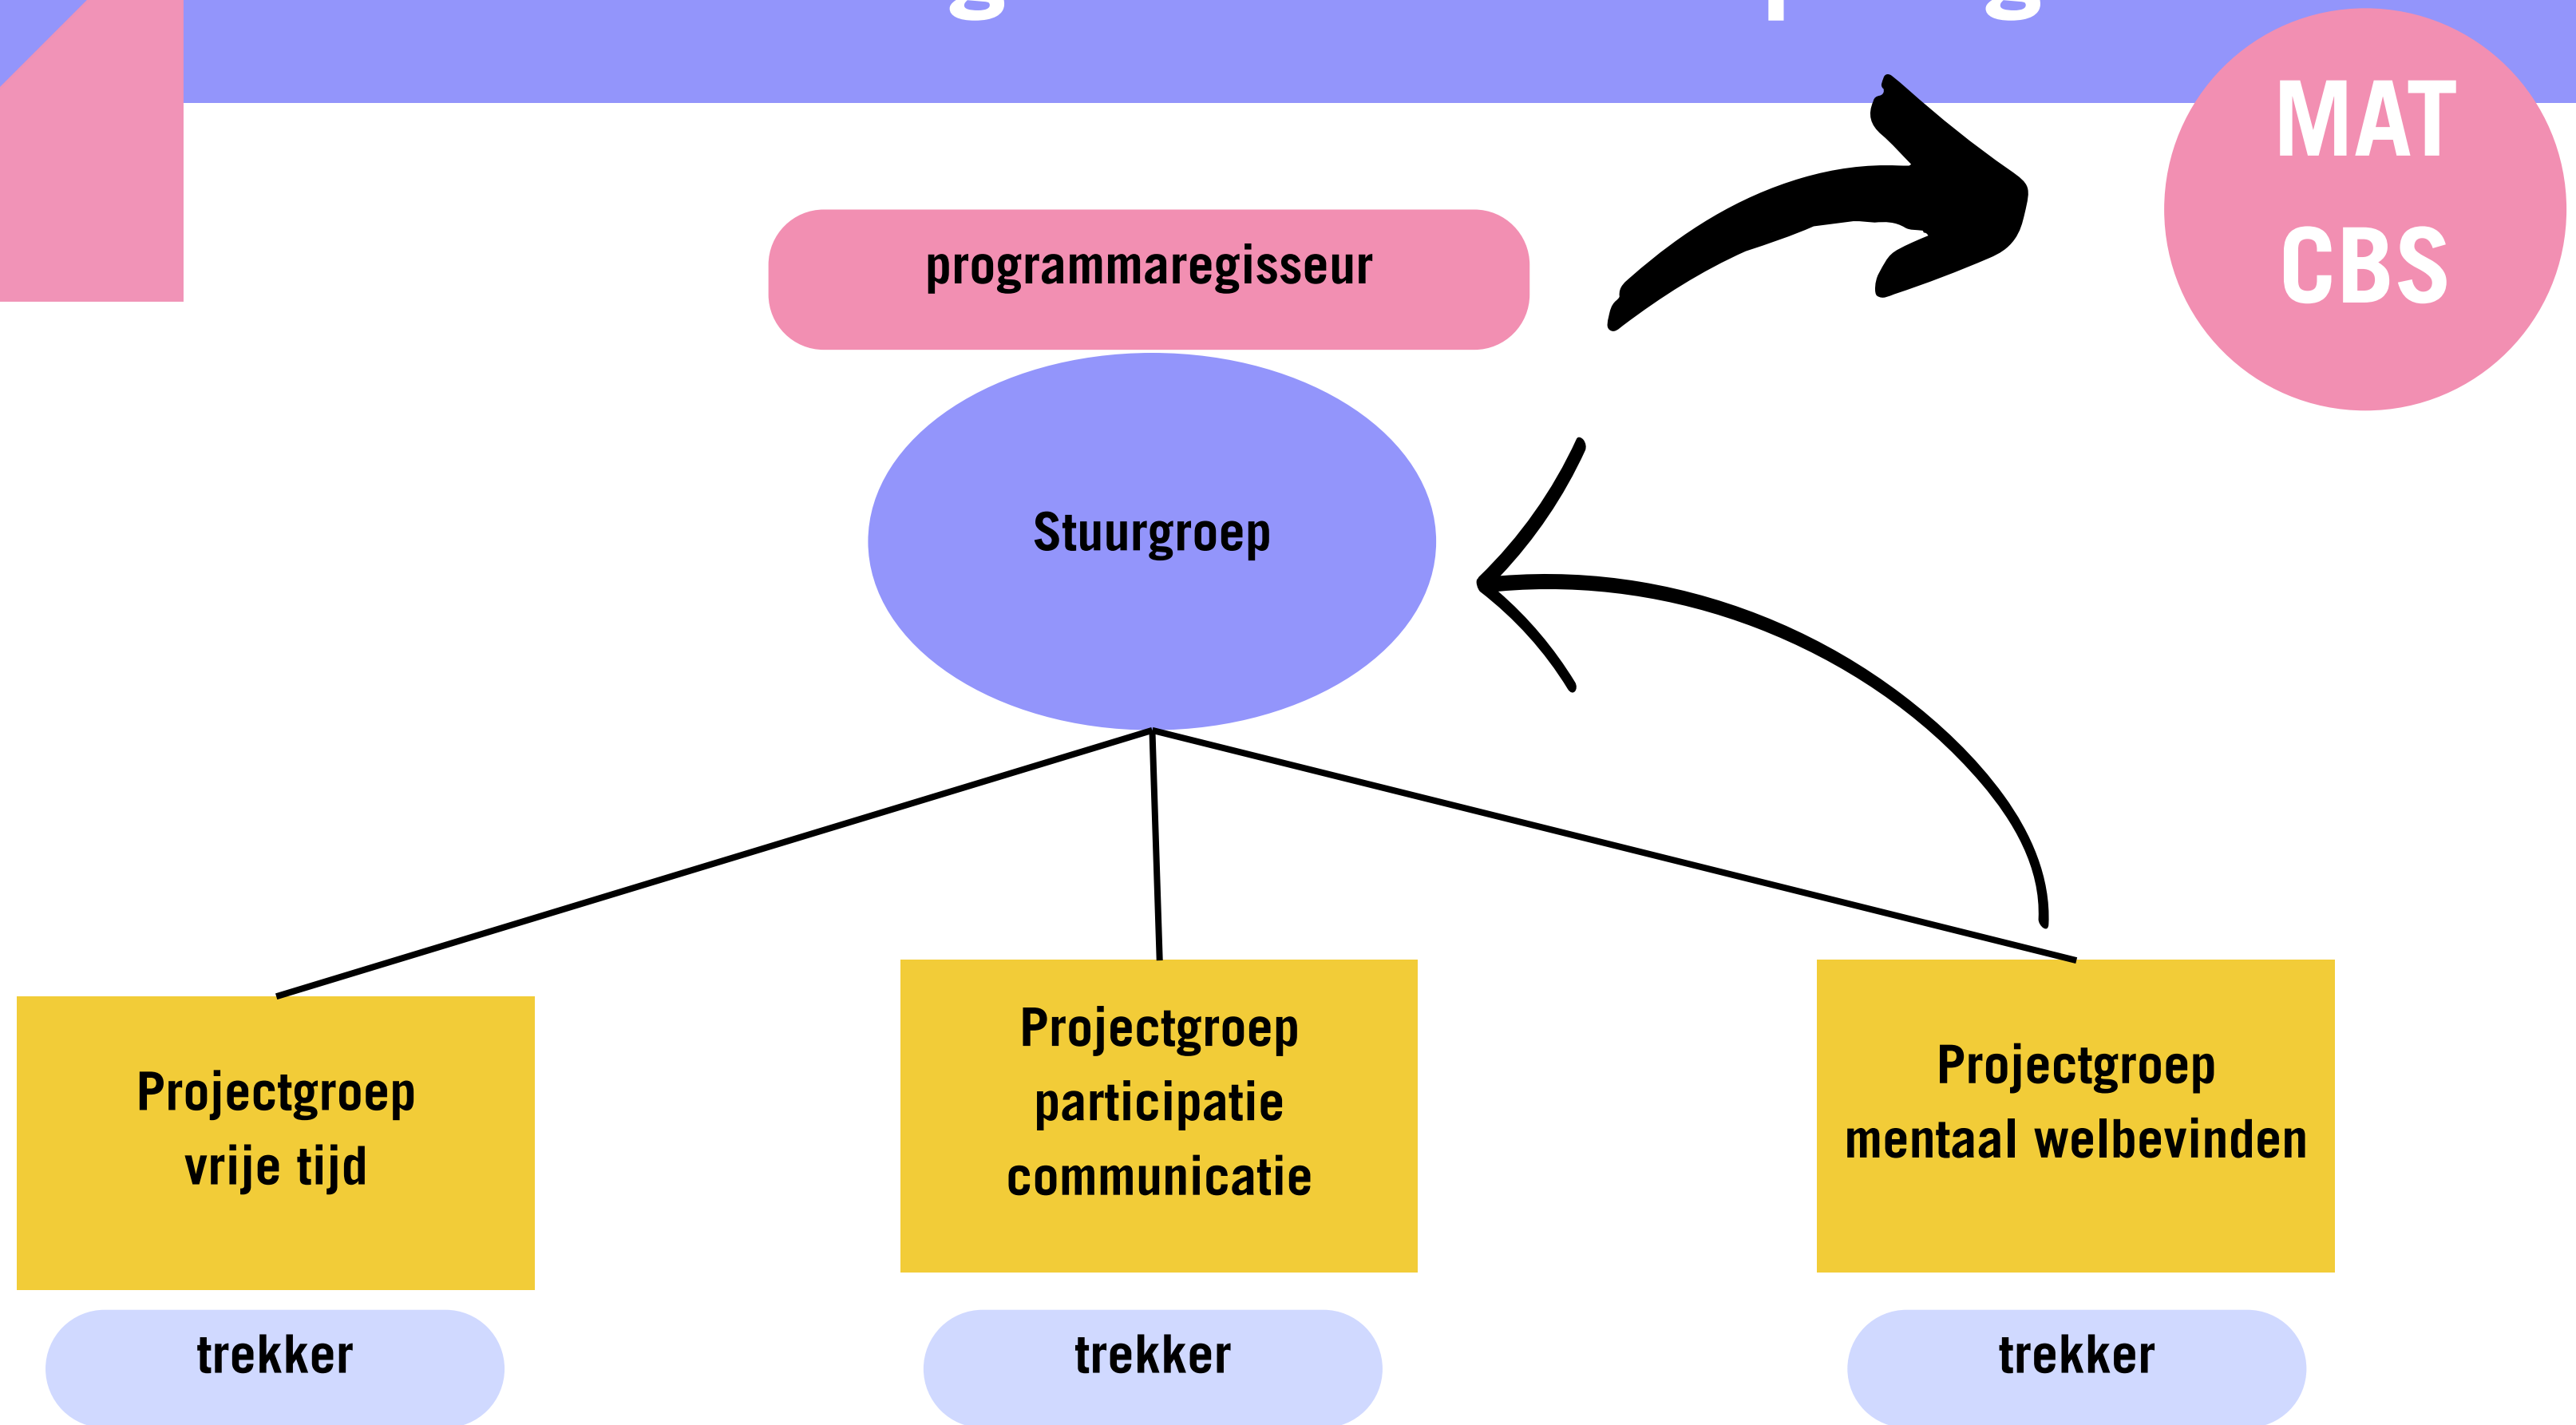 MAT
CBS
programmaregisseur
Stuurgroep
Projectgroep
vrije tijd
Projectgroep
participatie
communicatie
Projectgroep
mentaal welbevinden
trekker
trekker
trekker